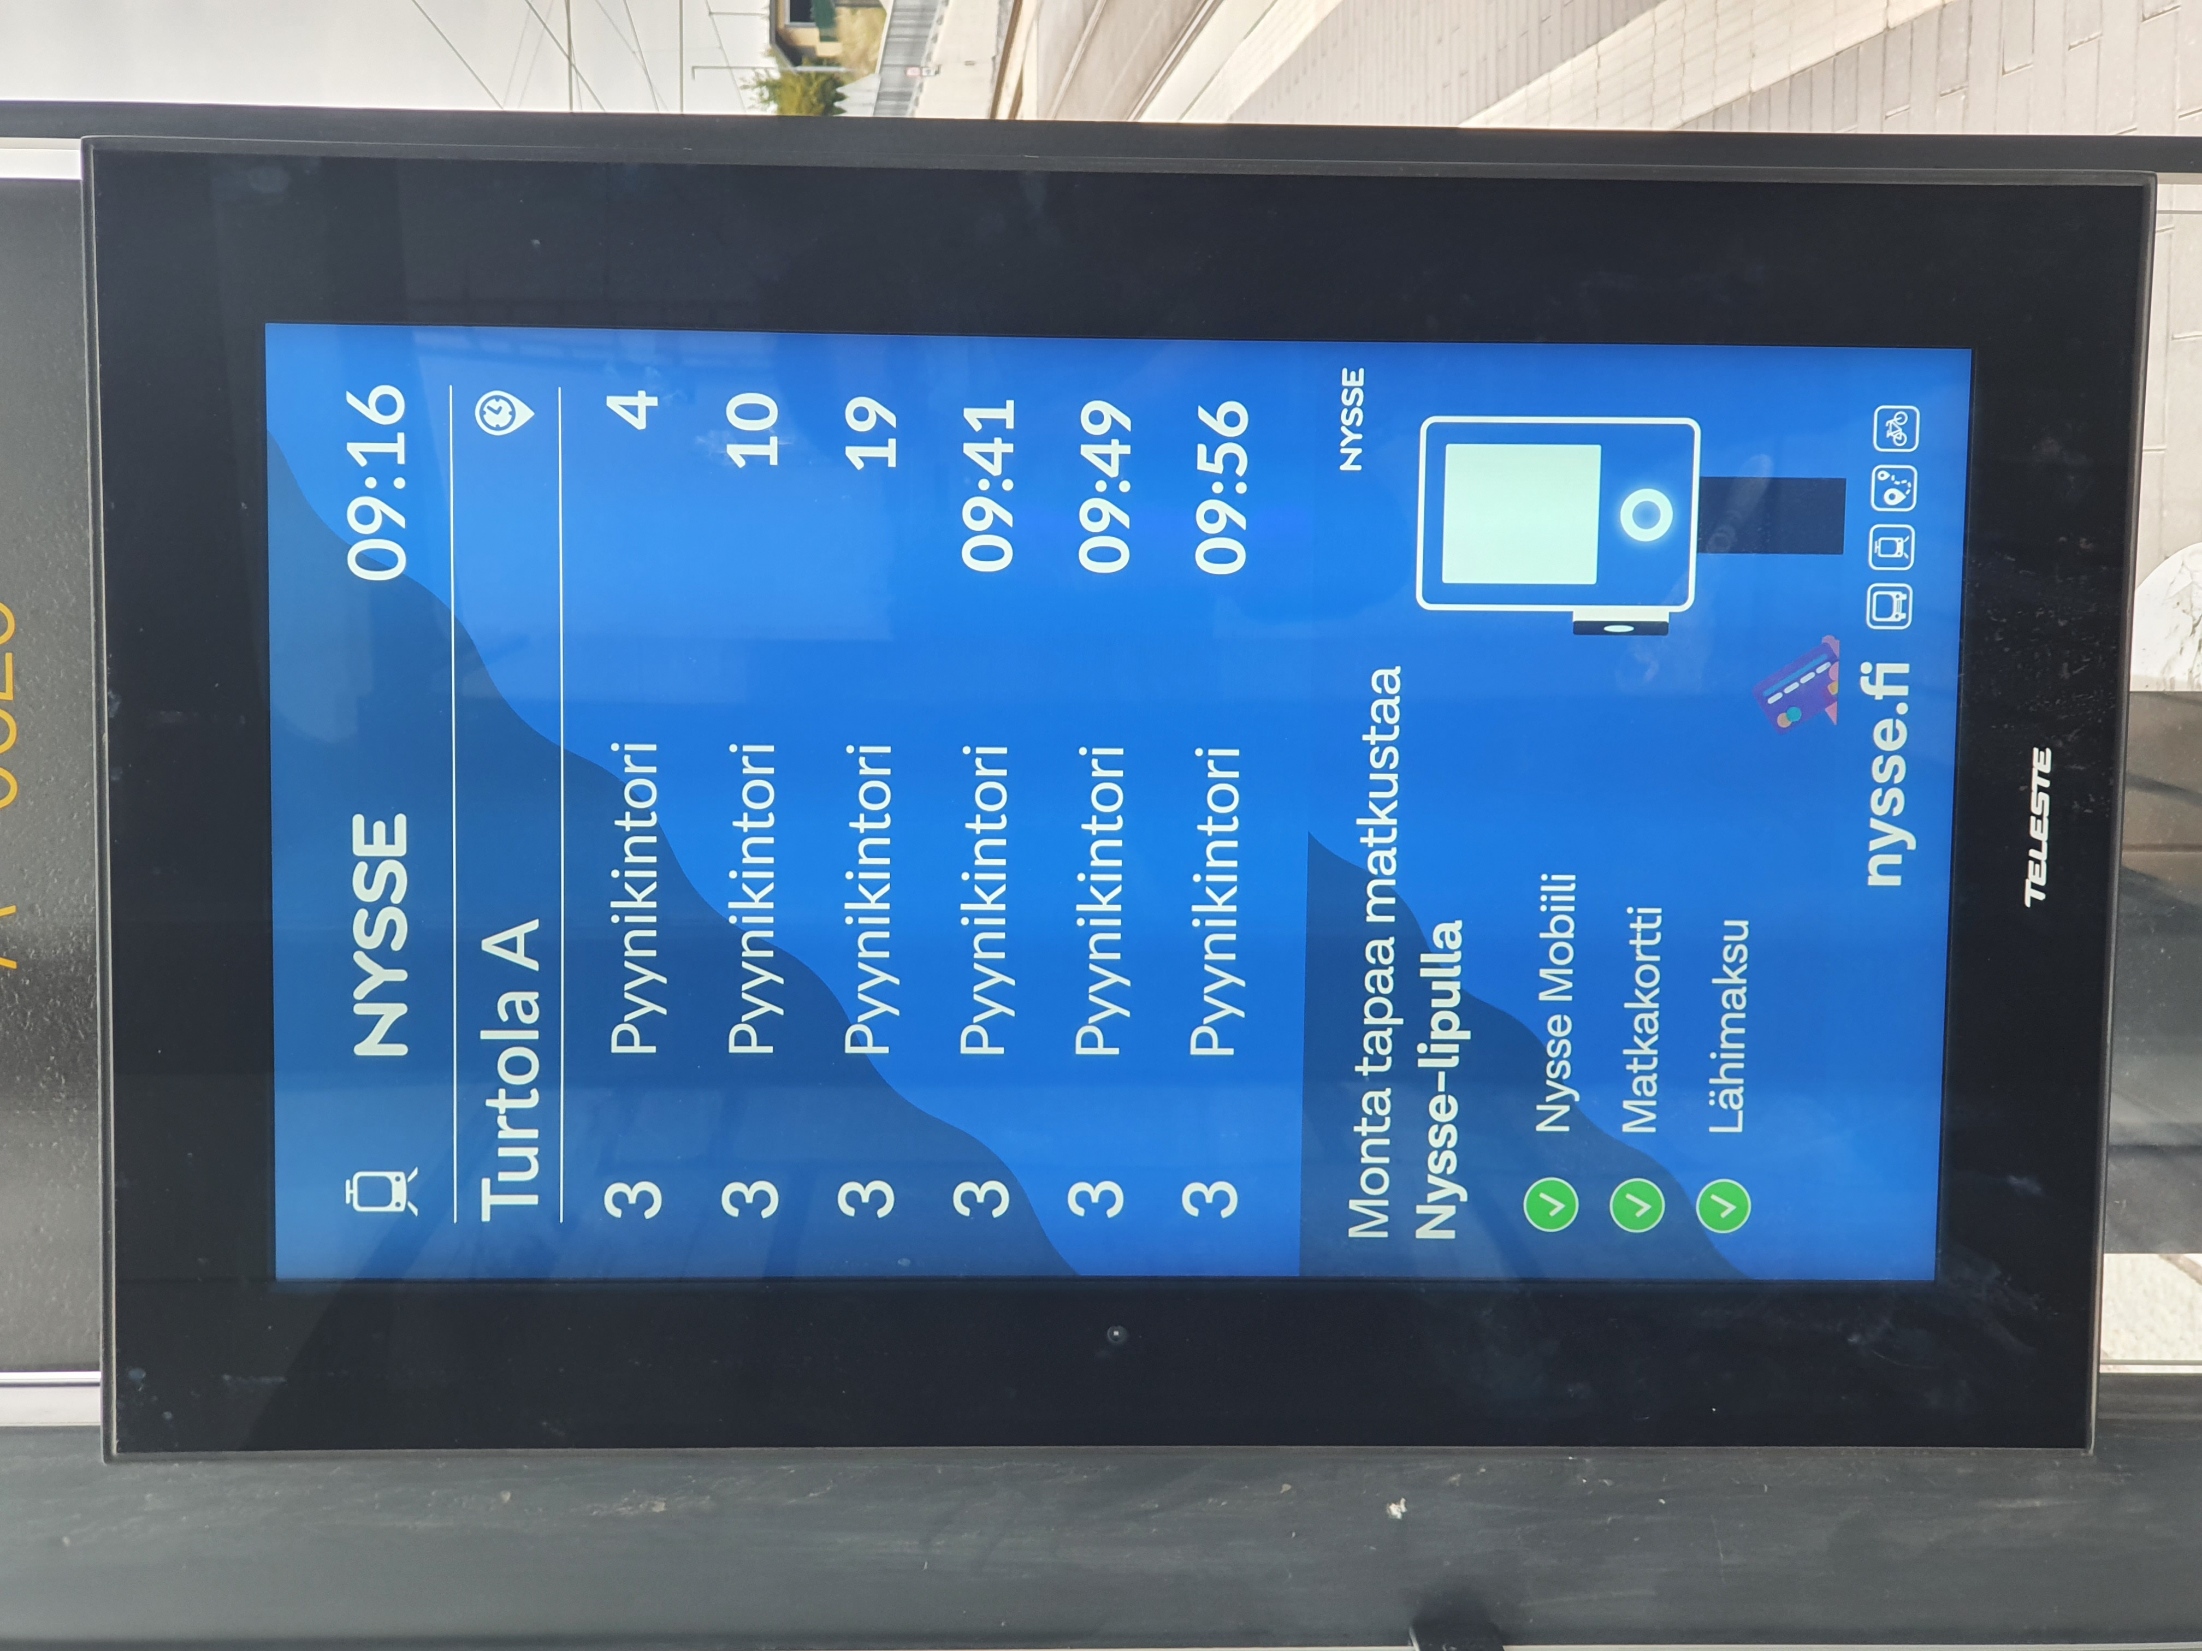 NYSSE 09:16
Turtola A
3 Pyynikintori 4
3 Pyynikintori 10
3 Pyynikintori 19
3 Pyynikintori 09:41
3 Pyynikintori 09:49
3 Pyynikintori 09:56
NYSSE
Monta tapaa matkustaa
Nysse-lipulla
Nysse Mobiili
Matkakortti
Lähimaksu
nysse.fi
TELESTE